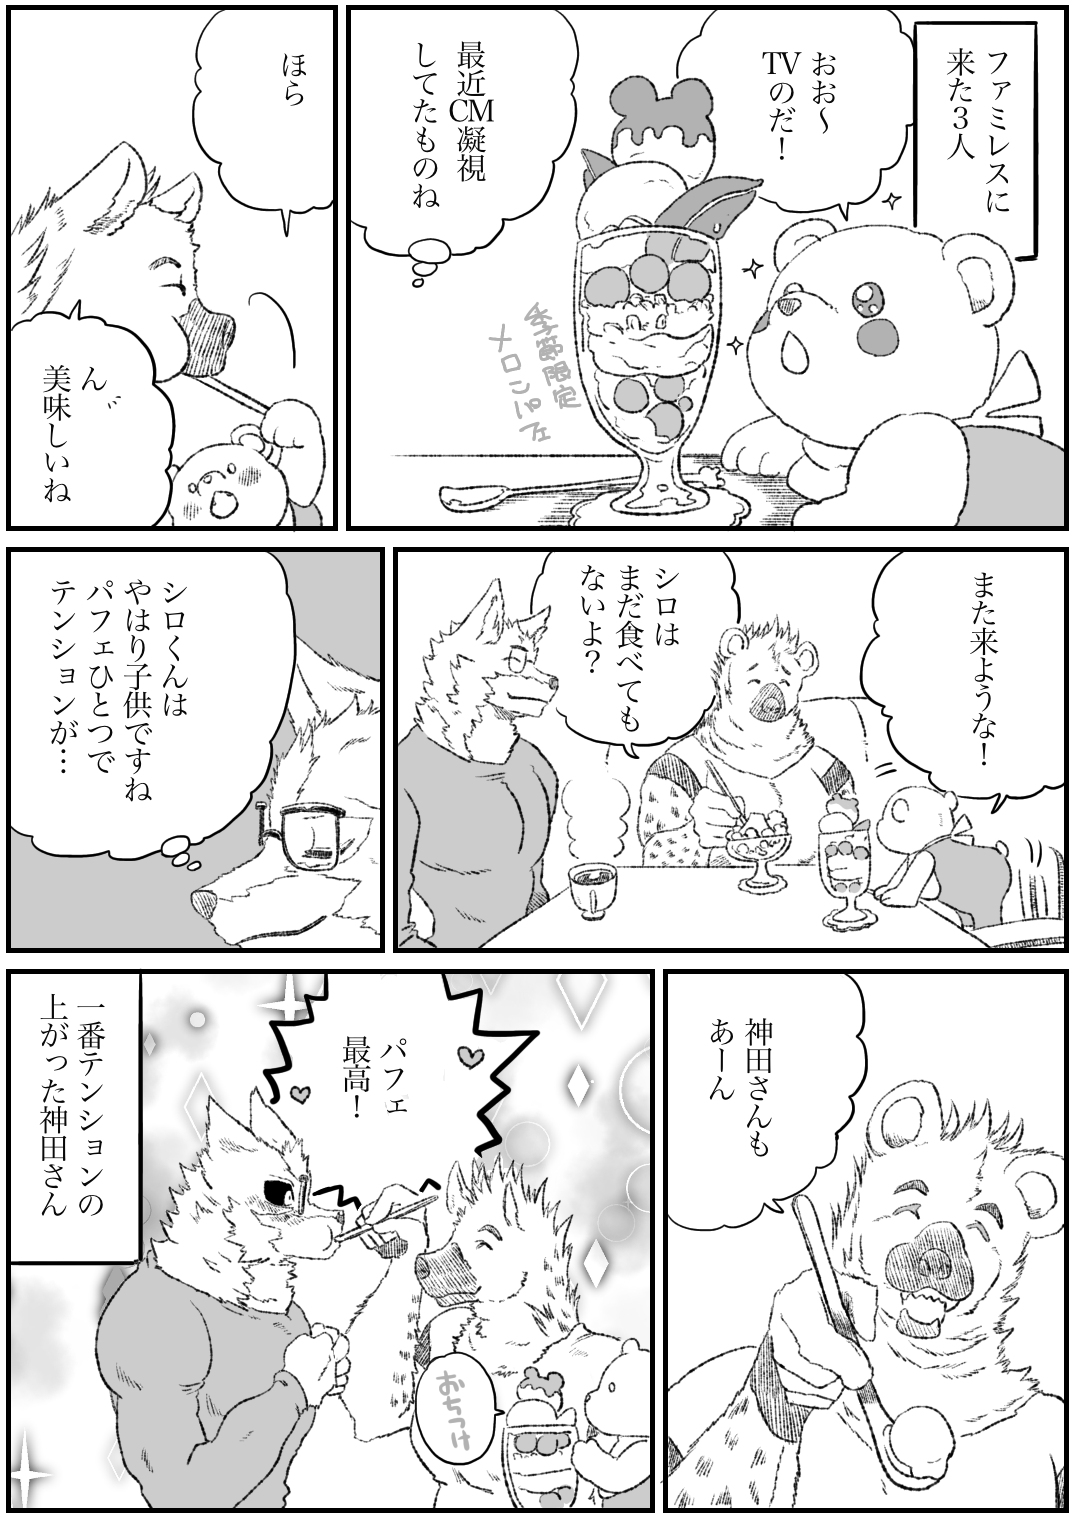 ファミレスに
来た３人
おお〜
TVのだ！
最近CM凝視
してたものね
季節限定
メロンパフェ
ほら
ん゛
美味しいね
また来ような！
シロは
まだ食べても
ないよ？
シロくんは
やはり子供ですね
パフェひとつで
テンションが…
神田さんも
あーん
パフェ
最高！
おちつけ
一番テンションの
上がった神田さん